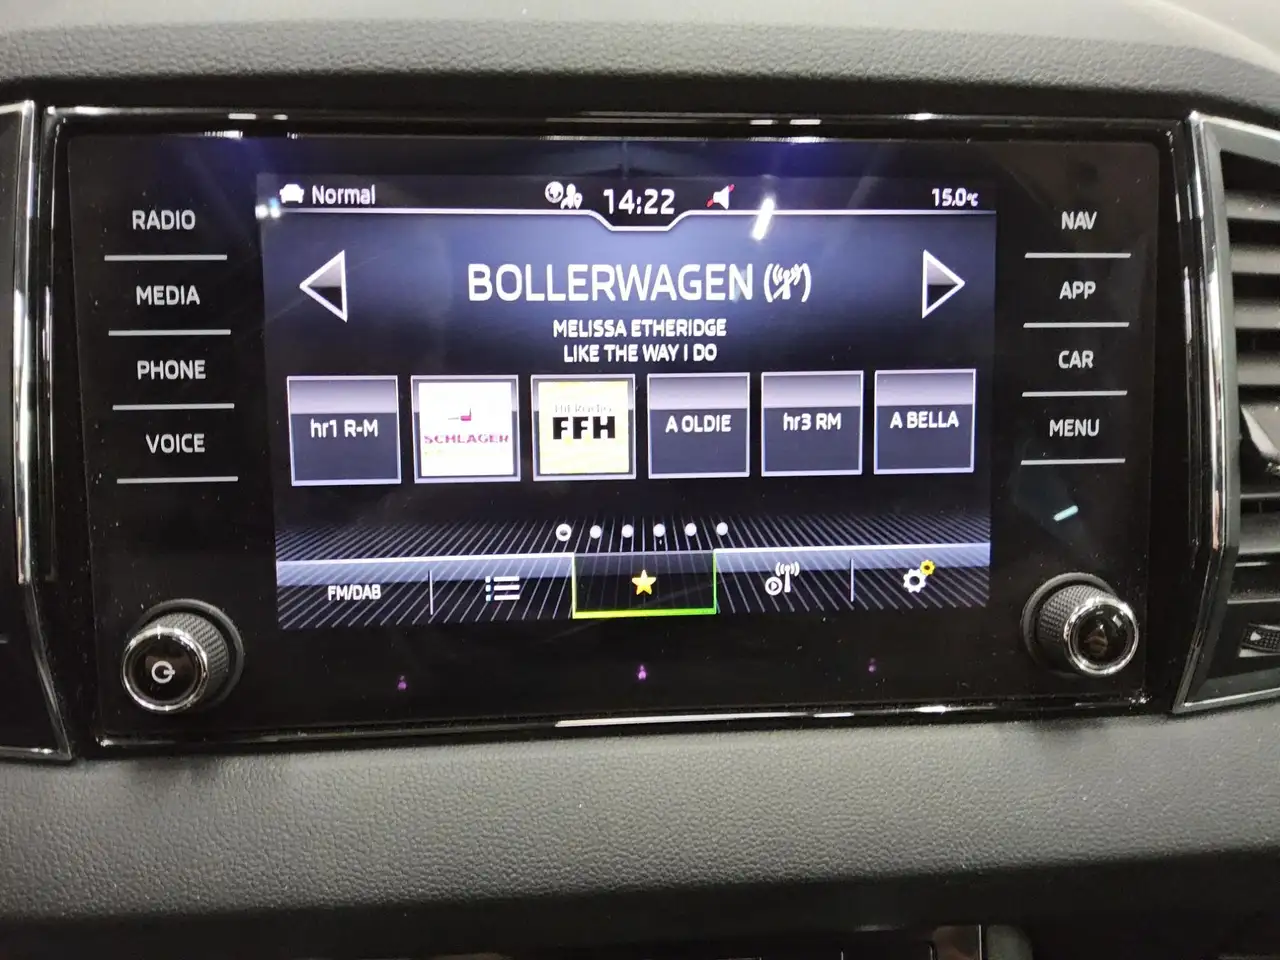 Normal
14:22
15.0°C
RADIO
MEDIA
PHONE
VOICE
NAV
APP
CAR
MENU
BOLLERWAGEN
MELISSA ETHERIDGE
LIKE THE WAY I DO
hr1 R-M
SCHLAGER
FFH
A OLDIE
hr3 RM
A BELLA
FM/DAB